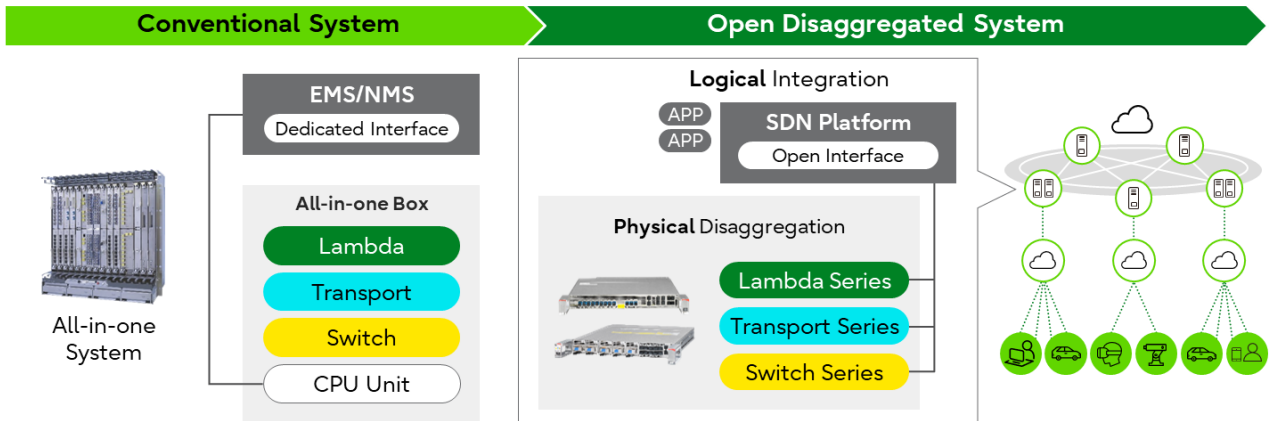 Conventional System
Open Disaggregated System
EMS/NMS
Dedicated Interface
All-in-one
System
All-in-one Box
Lambda
Transport
Switch
CPU Unit
Logical Integration
APP
APP
SDN Platform
Open Interface
Physical Disaggregation
Lambda Series
Transport Series
Switch Series